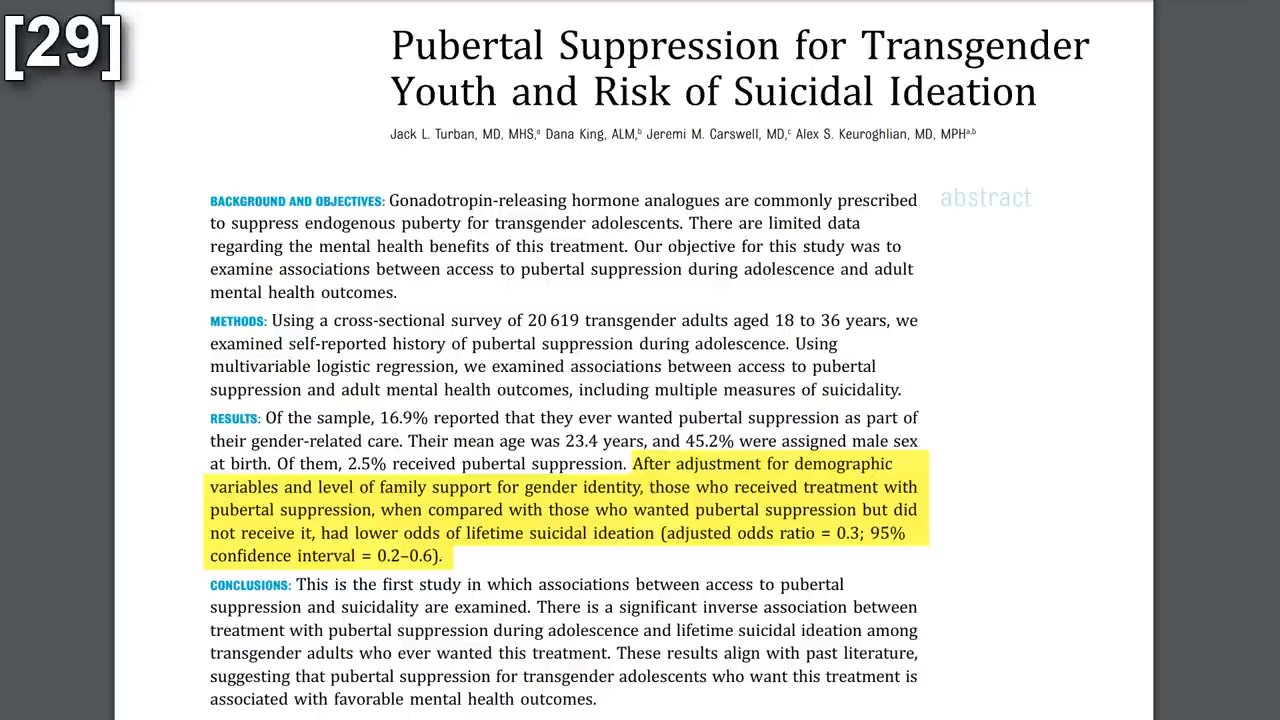 [29]
Pubertal Suppression for Transgender
Youth and Risk of Suicidal Ideation
Jack L. Turban, MD, MHS,ᵃ Dana King, ALM,ᵇ Jeremi M. Carswell, MD,ᶜ Alex S. Keuroghlian, MD, MPHᵃ,ᵇ
abstract
BACKGROUND AND OBJECTIVES: Gonadotropin-releasing hormone analogues are commonly prescribed
to suppress endogenous puberty for transgender adolescents. There are limited data
regarding the mental health benefits of this treatment. Our objective for this study was to
examine associations between access to pubertal suppression during adolescence and adult
mental health outcomes.
METHODS: Using a cross-sectional survey of 20 619 transgender adults aged 18 to 36 years, we
examined self-reported history of pubertal suppression during adolescence. Using
multivariable logistic regression, we examined associations between access to pubertal
suppression and adult mental health outcomes, including multiple measures of suicidality.
RESULTS: Of the sample, 16.9% reported that they ever wanted pubertal suppression as part of
their gender-related care. Their mean age was 23.4 years, and 45.2% were assigned male sex
at birth. Of them, 2.5% received pubertal suppression. After adjustment for demographic
variables and level of family support for gender identity, those who received treatment with
pubertal suppression, when compared with those who wanted pubertal suppression but did
not receive it, had lower odds of lifetime suicidal ideation (adjusted odds ratio = 0.3; 95%
confidence interval = 0.2–0.6).
CONCLUSIONS: This is the first study in which associations between access to pubertal
suppression and suicidality are examined. There is a significant inverse association between
treatment with pubertal suppression during adolescence and lifetime suicidal ideation among
transgender adults who ever wanted this treatment. These results align with past literature,
suggesting that pubertal suppression for transgender adolescents who want this treatment is
associated with favorable mental health outcomes.